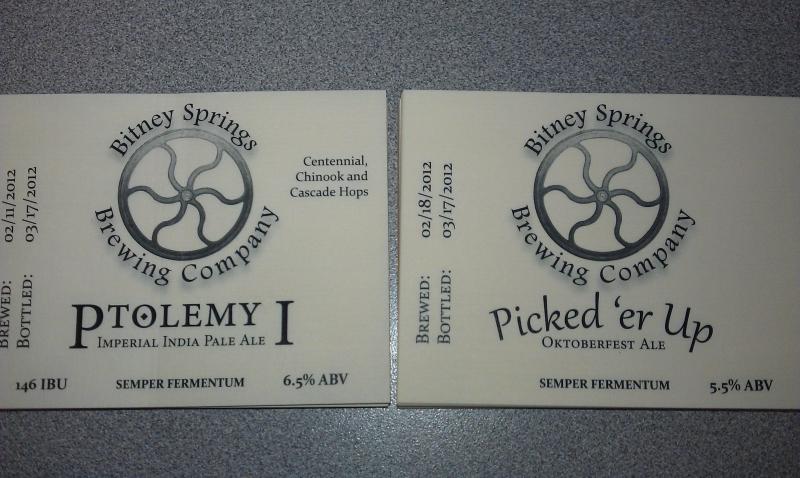 Bitney Springs
Brewing Company
Centennial,
Chinook and
Cascade Hops
BREWED: 02/11/2012
BOTTLED: 03/17/2012
PTOLEMY I
IMPERIAL INDIA PALE ALE
146 IBU
SEMPER FERMENTUM
6.5% ABV
Bitney Springs
Brewing Company
BREWED: 02/18/2012
BOTTLED: 03/17/2012
Picked 'er Up
OKTOBERFEST ALE
SEMPER FERMENTUM
5.5% ABV